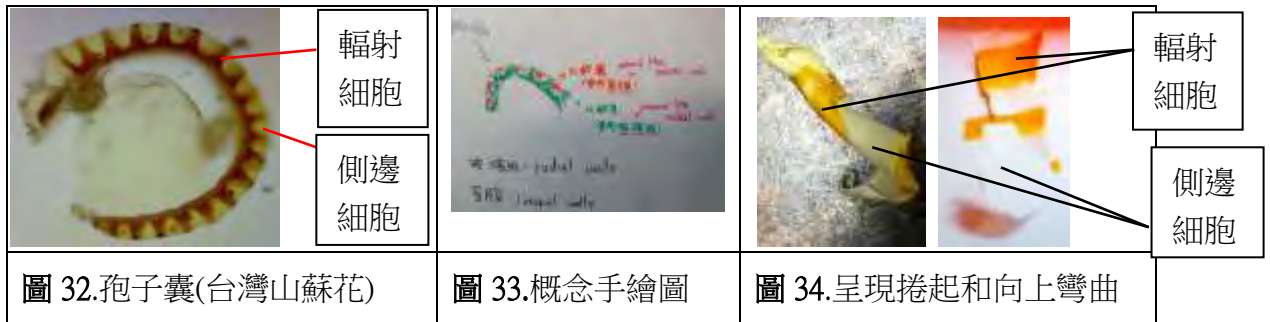 輻射
細胞
側邊
細胞
radial walls
輻射
細胞
側邊
細胞
圖 32.孢子囊(台灣山蘇花)
圖 33.概念手繪圖
圖 34.呈現捲起和向上彎曲